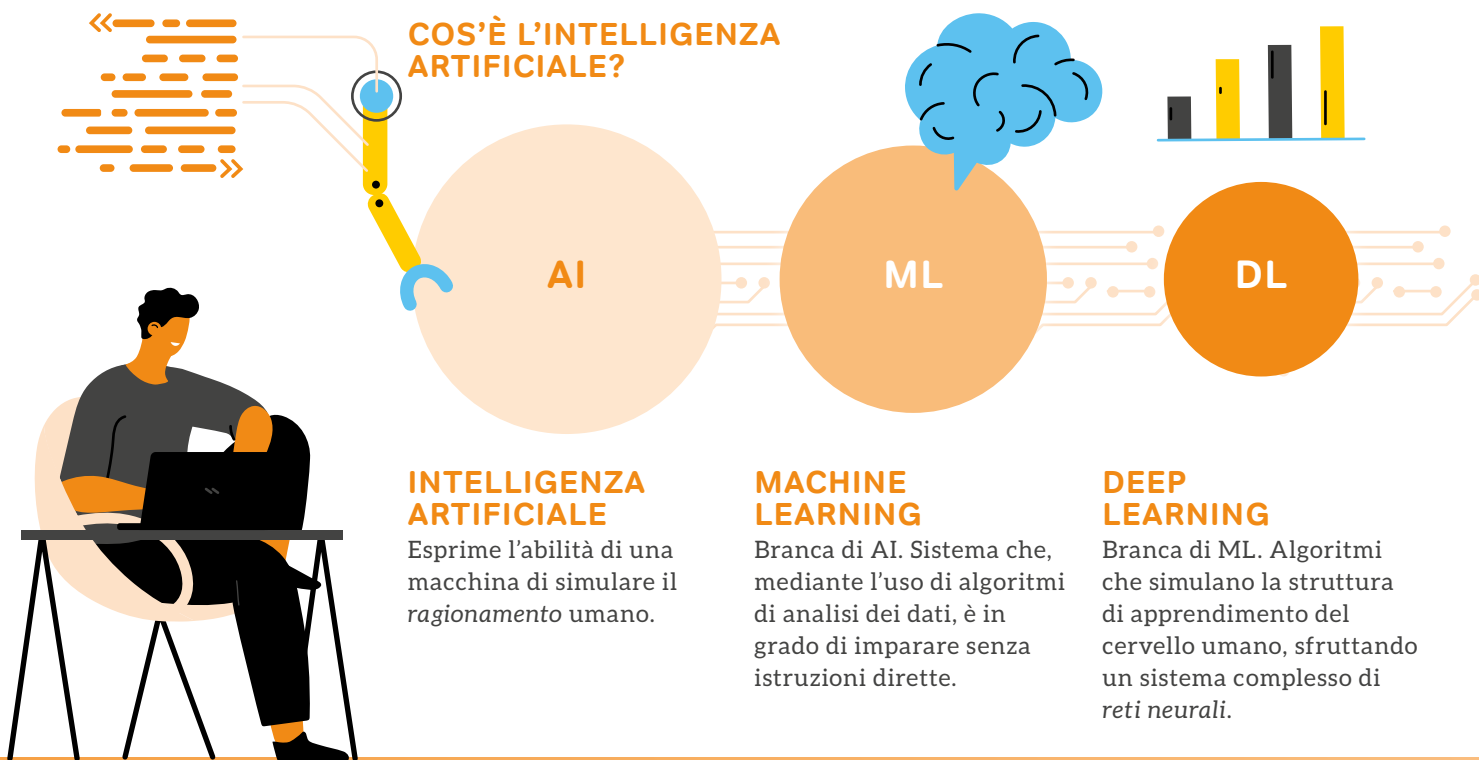 COS’È L’INTELLIGENZA
ARTIFICIALE?
AI
ML
DL
INTELLIGENZA
ARTIFICIALE
Esprime l’abilità di una
macchina di simulare il
ragionamento umano.
MACHINE
LEARNING
Branca di AI. Sistema che,
mediante l’uso di algoritmi
di analisi dei dati, è in
grado di imparare senza
istruzioni dirette.
DEEP
LEARNING
Branca di ML. Algoritmi
che simulano la struttura
di apprendimento del
cervello umano, sfruttando
un sistema complesso di
reti neurali.